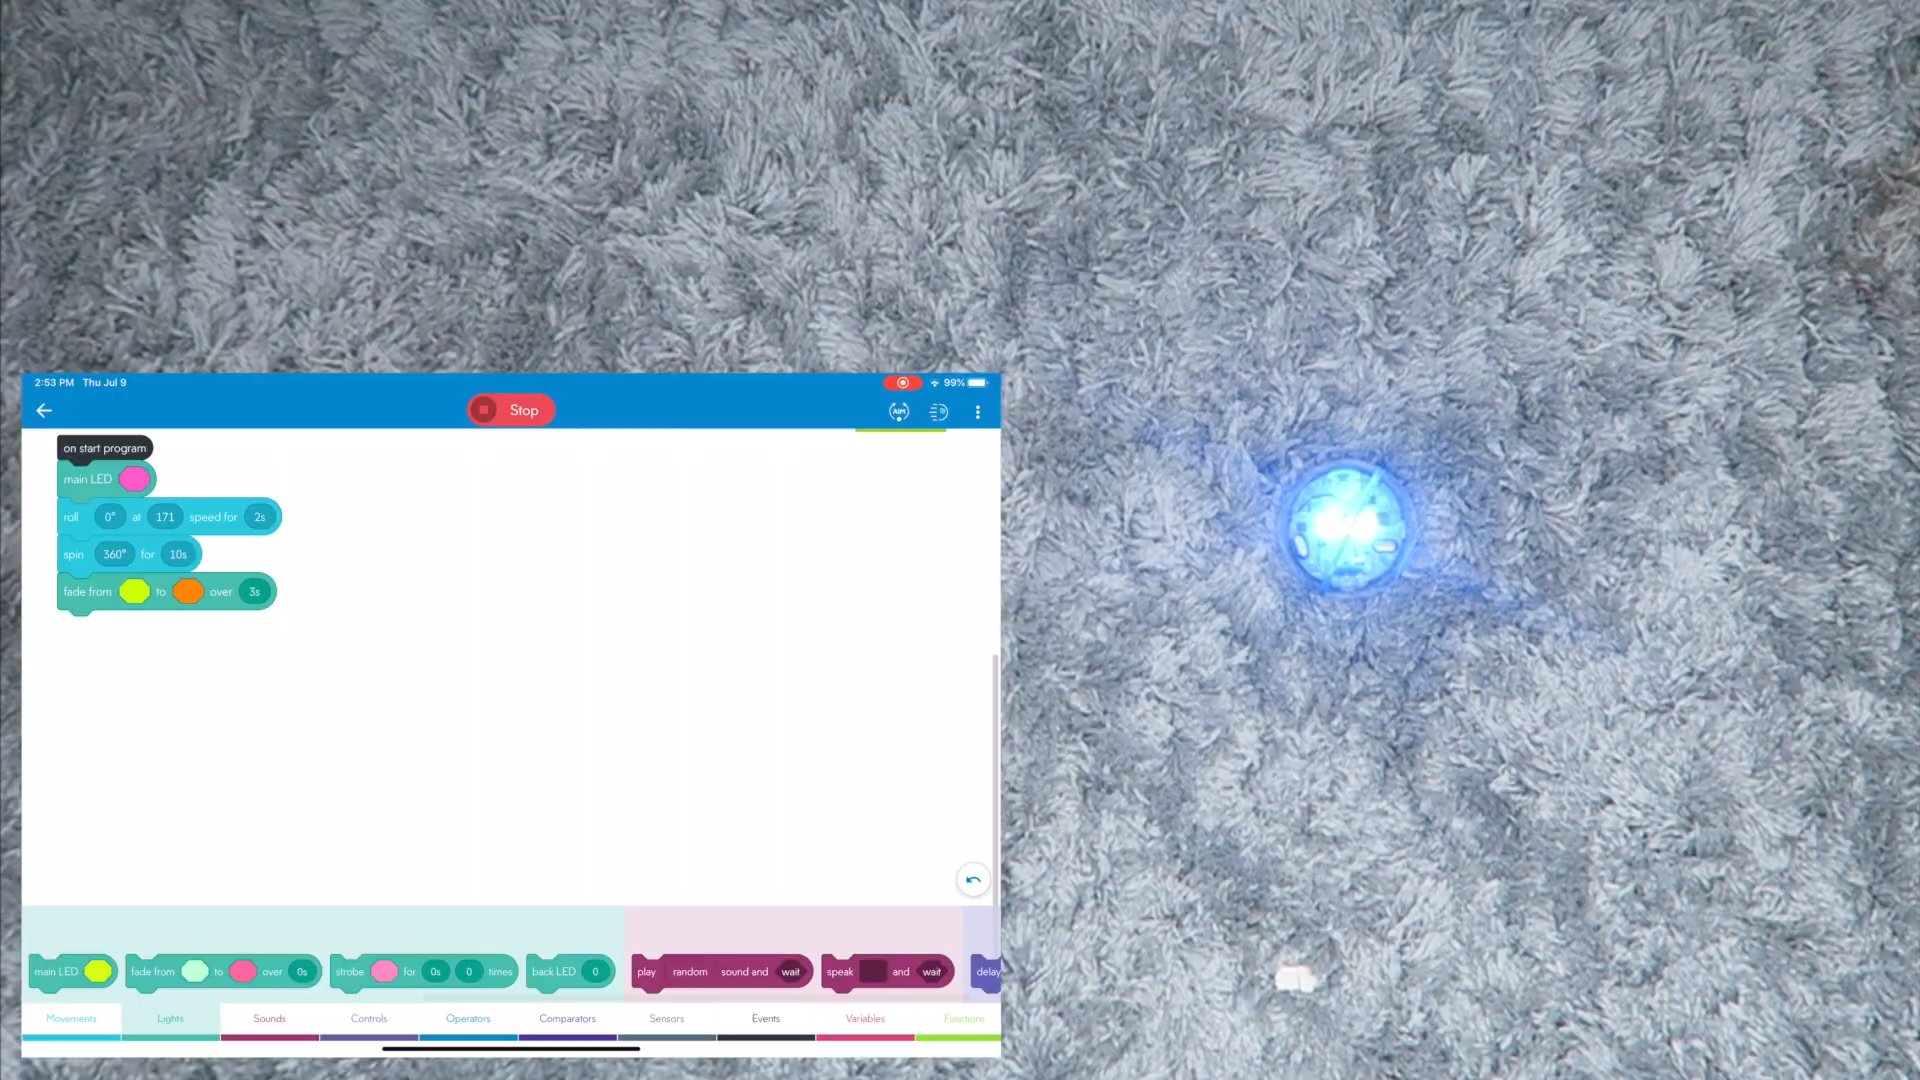 2:53 PM Thu Jul 9 99%
Stop
AIM
on start program
main LED
roll 0° at 171 speed for 2s
spin 360° for 10s
fade from to over 3s
main LED fade from to over 0s strobe for 0s 0 times back LED 0 play random sound and wait speak and wait delay
Movements Lights Sounds Controls Operators Comparators Sensors Events Variables Functions